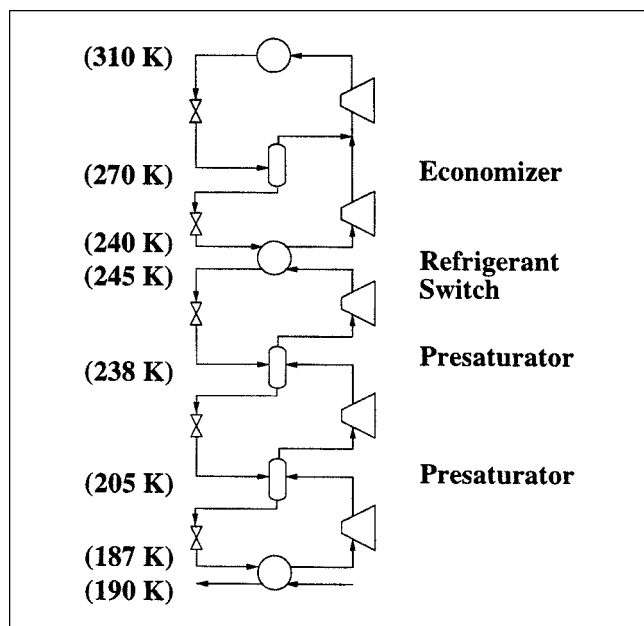 (310 K)
(270 K)
Economizer
(240 K)
(245 K)
Refrigerant
Switch
(238 K)
Presaturator
(205 K)
Presaturator
(187 K)
(190 K)